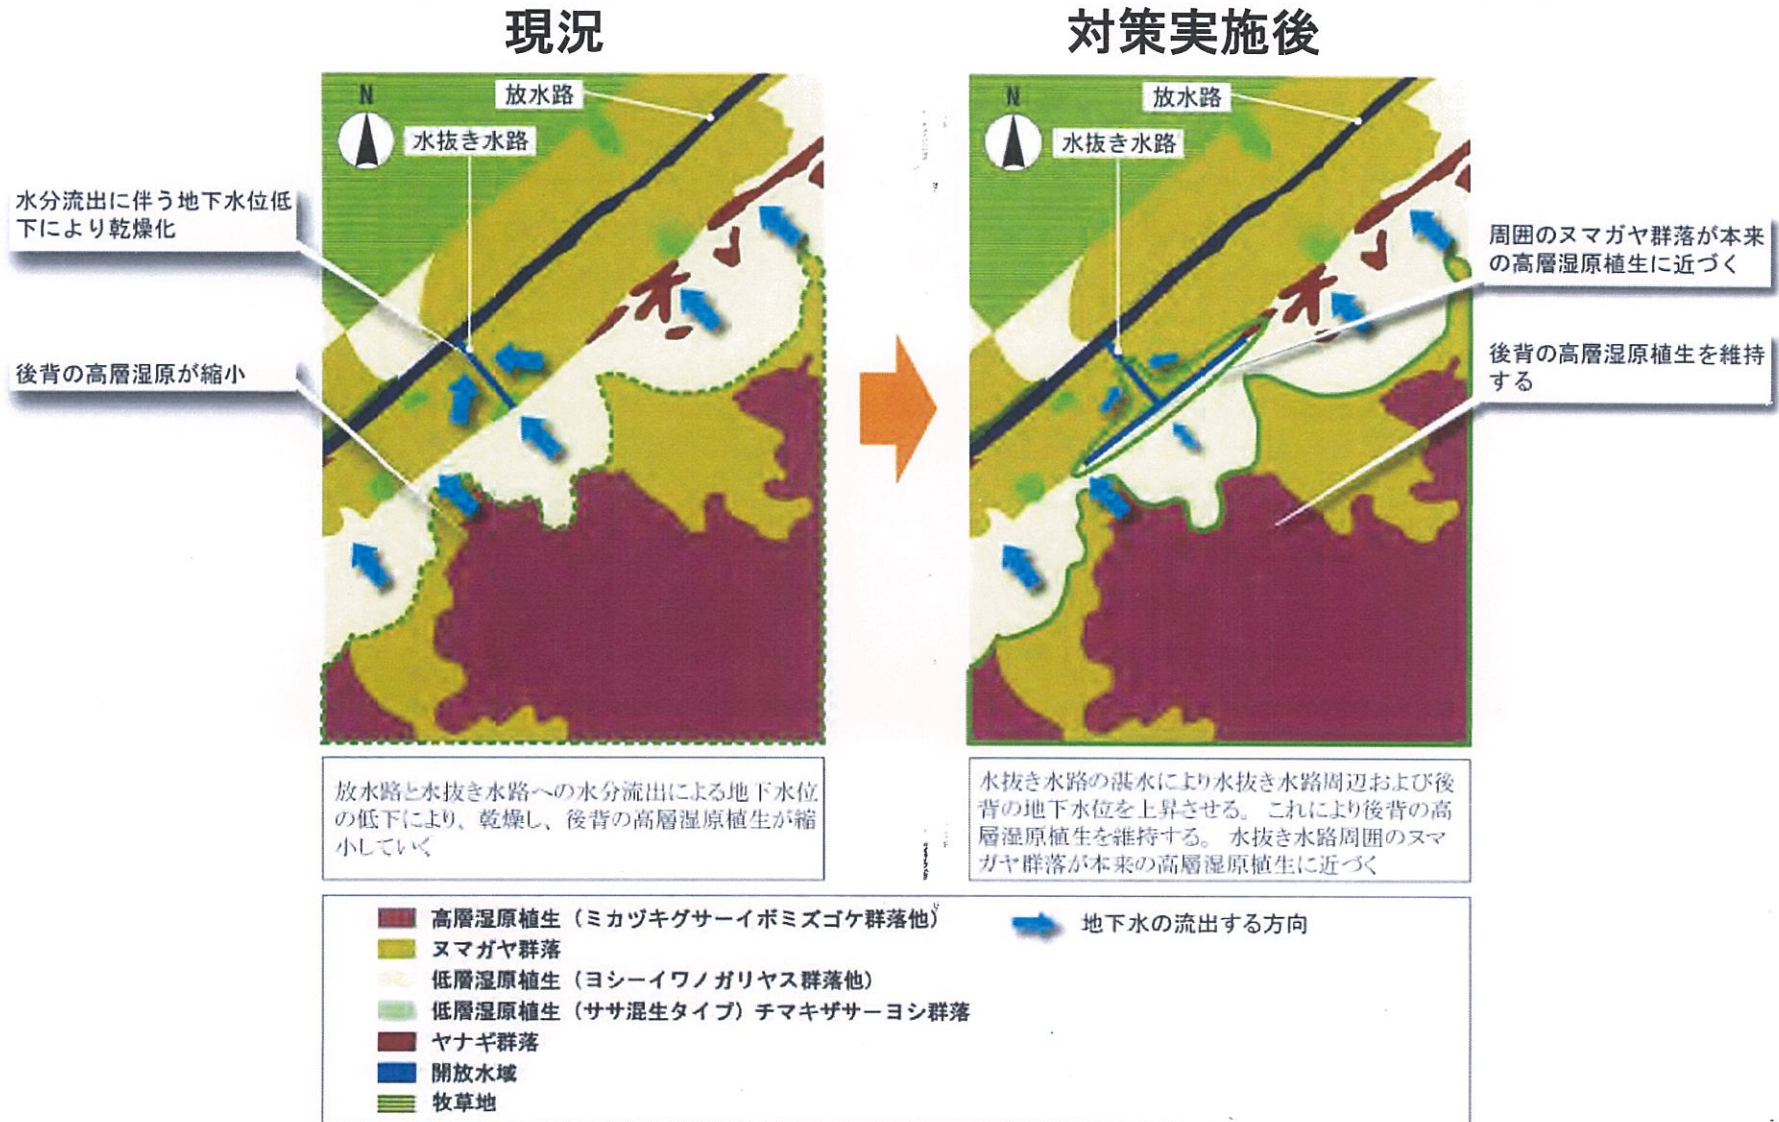 現況
対策実施後
N
放水路
水抜き水路
水分流出に伴う地下水位低
下により乾燥化
後背の高層湿原が縮小
N
放水路
水抜き水路
周囲のヌマガヤ群落が本来
の高層湿原植生に近づく
後背の高層湿原植生を維持
する
放水路と水抜き水路への水分流出による地下水位
の低下により、乾燥し、後背の高層湿原植生が縮
小していく
水抜き水路の湛水により水抜き水路周辺および後
背の地下水位を上昇させる。これにより後背の高
層湿原植生を維持する。水抜き水路周囲のヌマ
ガヤ群落が本来の高層湿原植生に近づく
高層湿原植生（ミカヅキグサーイボミズゴケ群落他）
ヌマガヤ群落
低層湿原植生（ヨシーイワノガリヤス群落他）
低層湿原植生（ササ混生タイプ）チマキザサーヨシ群落
ヤナギ群落
開放水域
牧草地
地下水の流出する方向